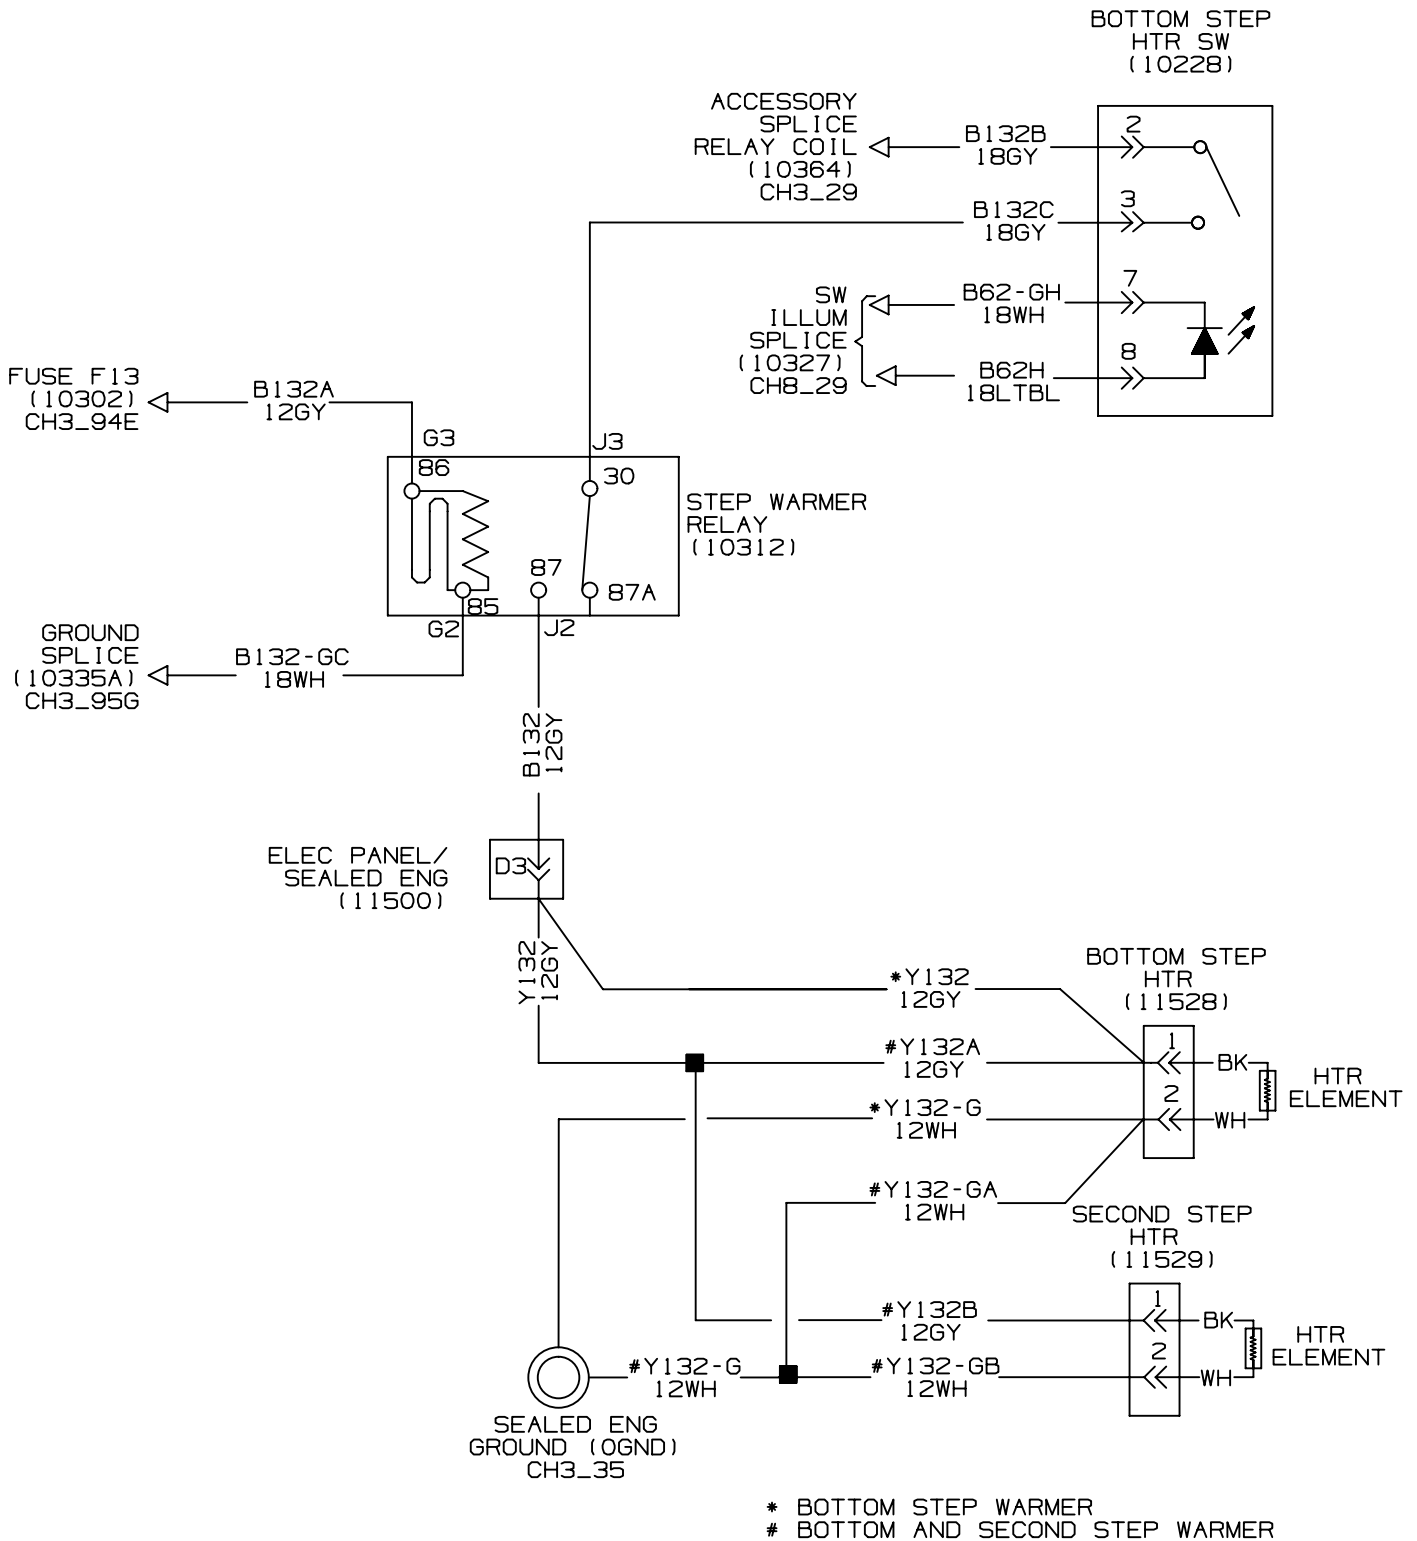 BOTTOM STEP
HTR SW
(10228)
ACCESSORY
SPLICE
RELAY COIL
(10364)
CH3_29
B132B
18GY
2
B132C
18GY
3
SW
ILLUM
SPLICE
(10327)
CH8_29
B62-GH
18WH
7
B62H
18LTBL
8
FUSE F13
(10302)
CH3_94E
B132A
12GY
G3
86
J3
30
STEP WARMER
RELAY
(10312)
87
87A
85
G2
J2
GROUND
SPLICE
(10335A)
CH3_95G
B132-GC
18WH
B132
12GY
ELEC PANEL/
SEALED ENG
(11500)
D3
Y132
12GY
*Y132
12GY
BOTTOM STEP
HTR
(11528)
#Y132A
12GY
1
BK
HTR
ELEMENT
*Y132-G
12WH
2
WH
#Y132-GA
12WH
SECOND STEP
HTR
(11529)
#Y132B
12GY
1
BK
HTR
ELEMENT
#Y132-G
12WH
#Y132-GB
12WH
2
WH
SEALED ENG
GROUND (0GND)
CH3_35
* BOTTOM STEP WARMER
# BOTTOM AND SECOND STEP WARMER